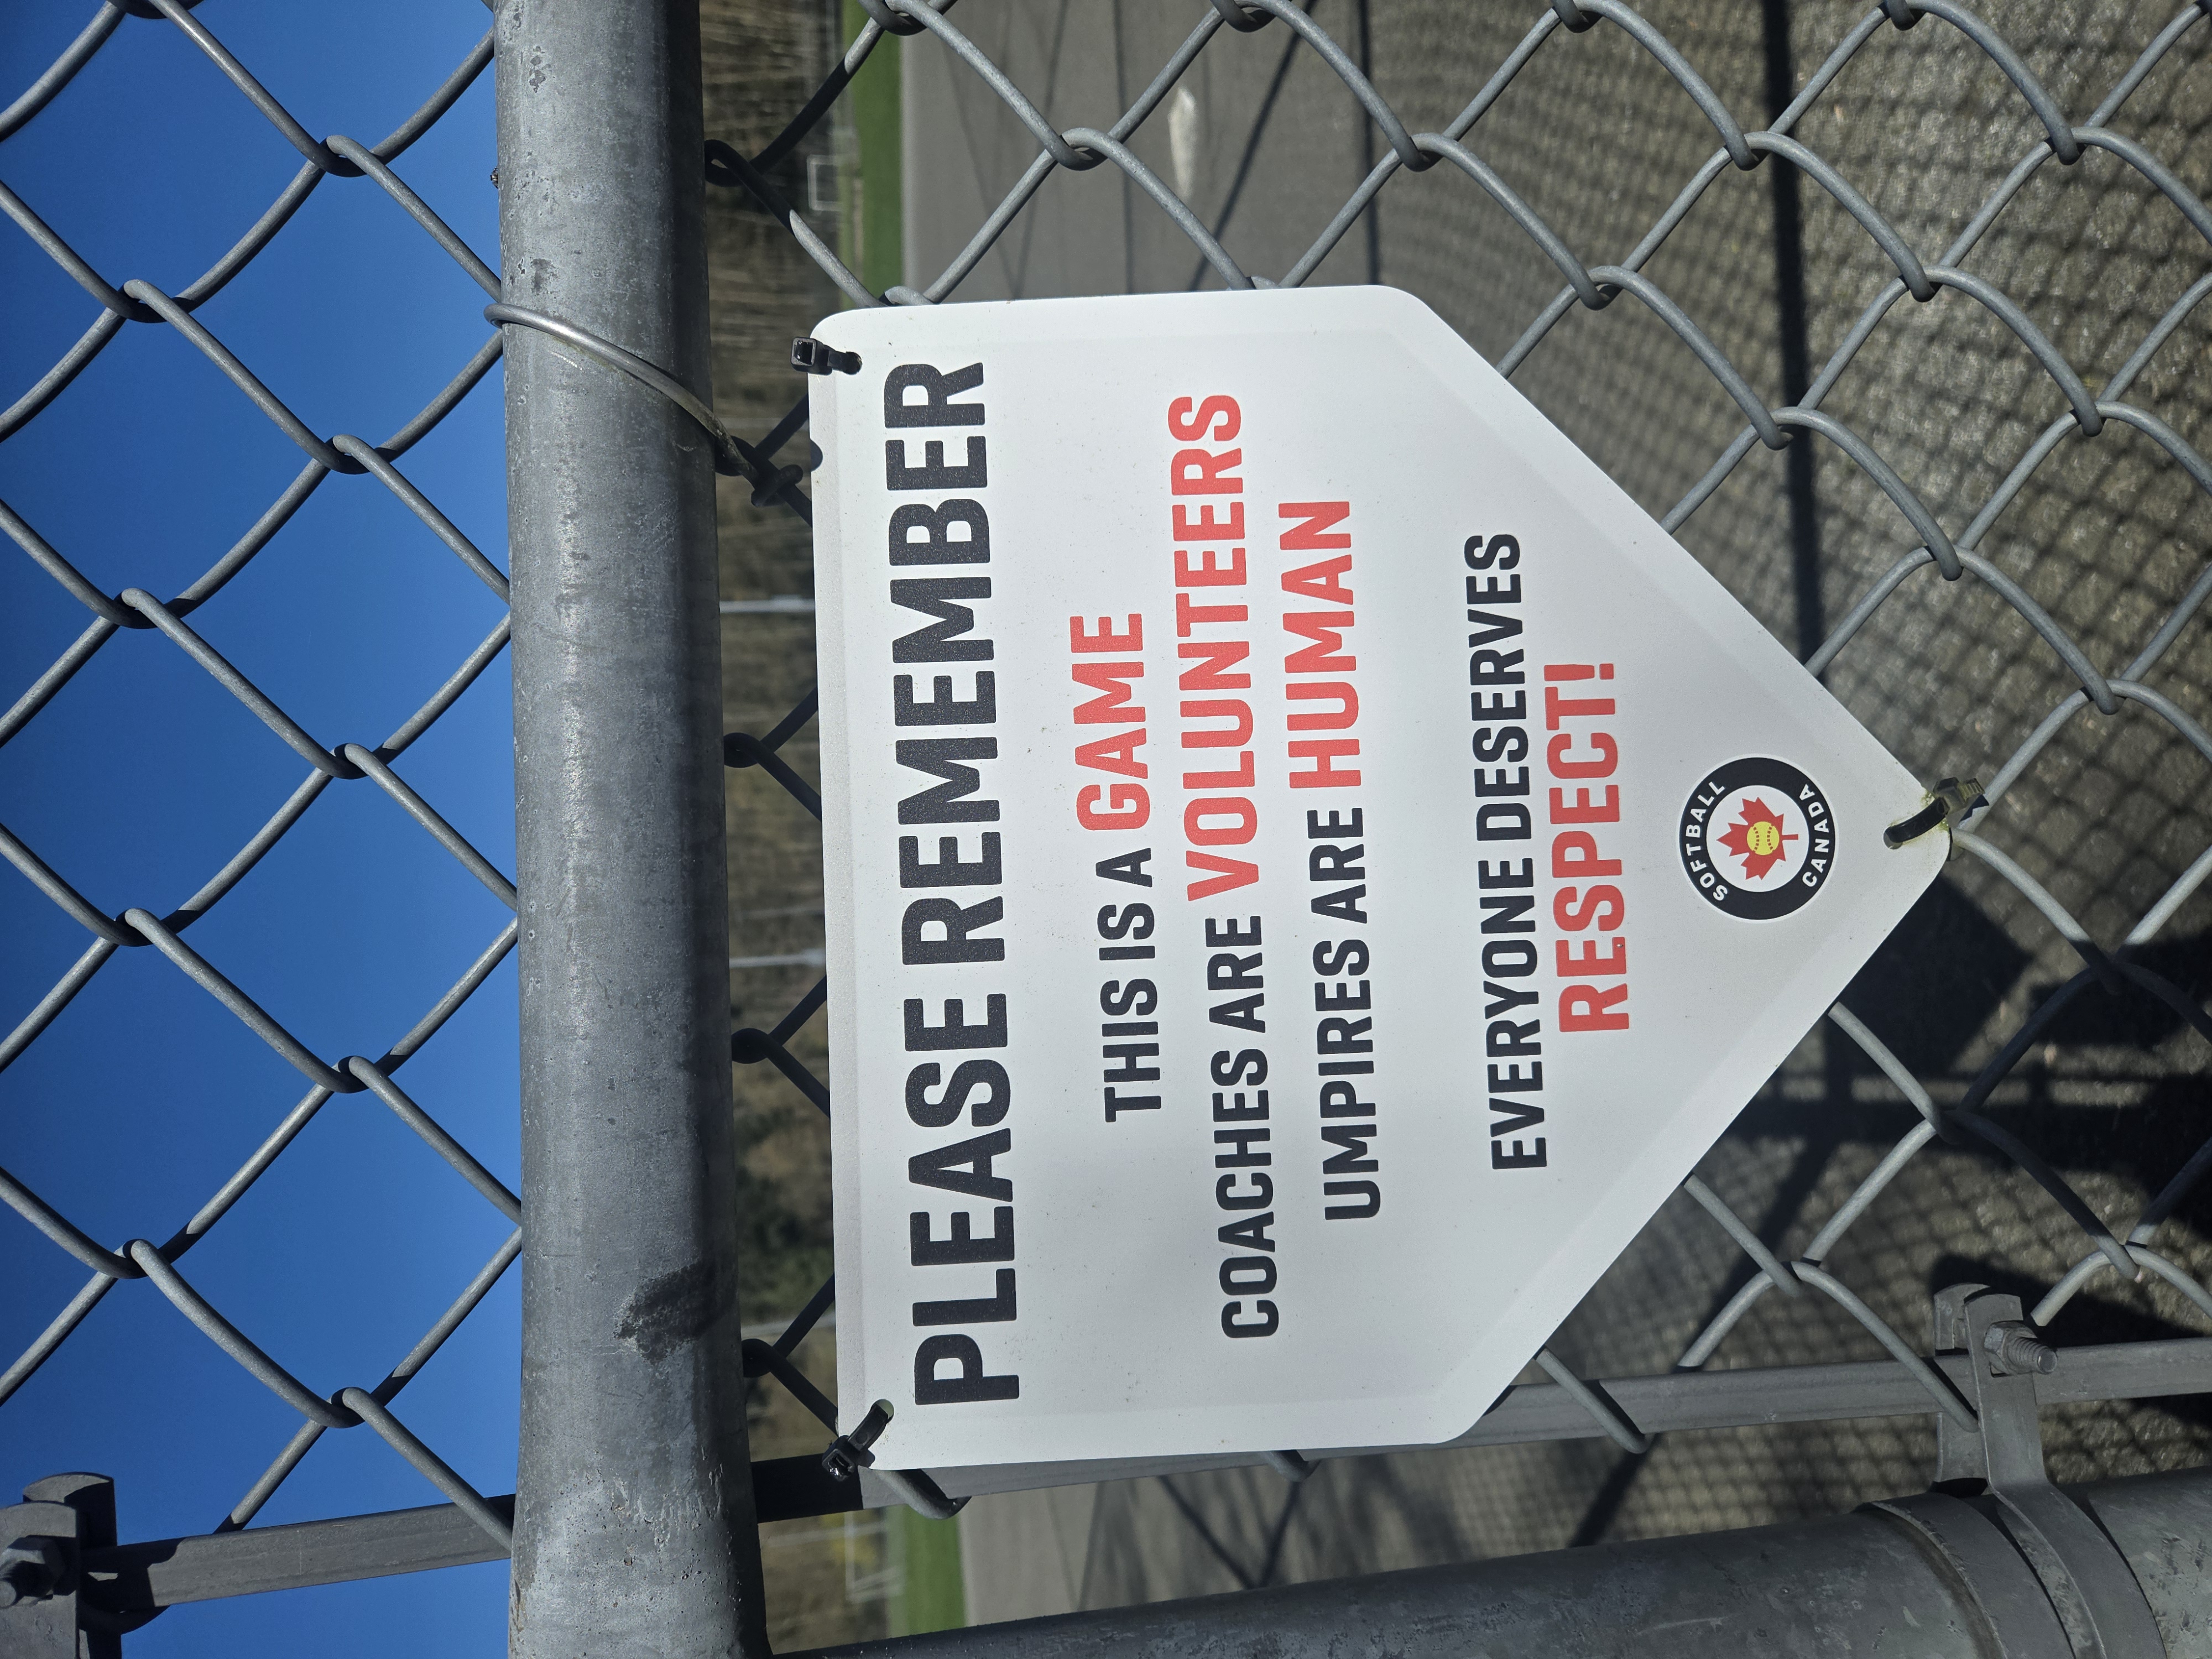 PLEASE REMEMBER
THIS IS A GAME
COACHES ARE VOLUNTEERS
UMPIRES ARE HUMAN
EVERYONE DESERVES
RESPECT!
SOFTBALL
CANADA